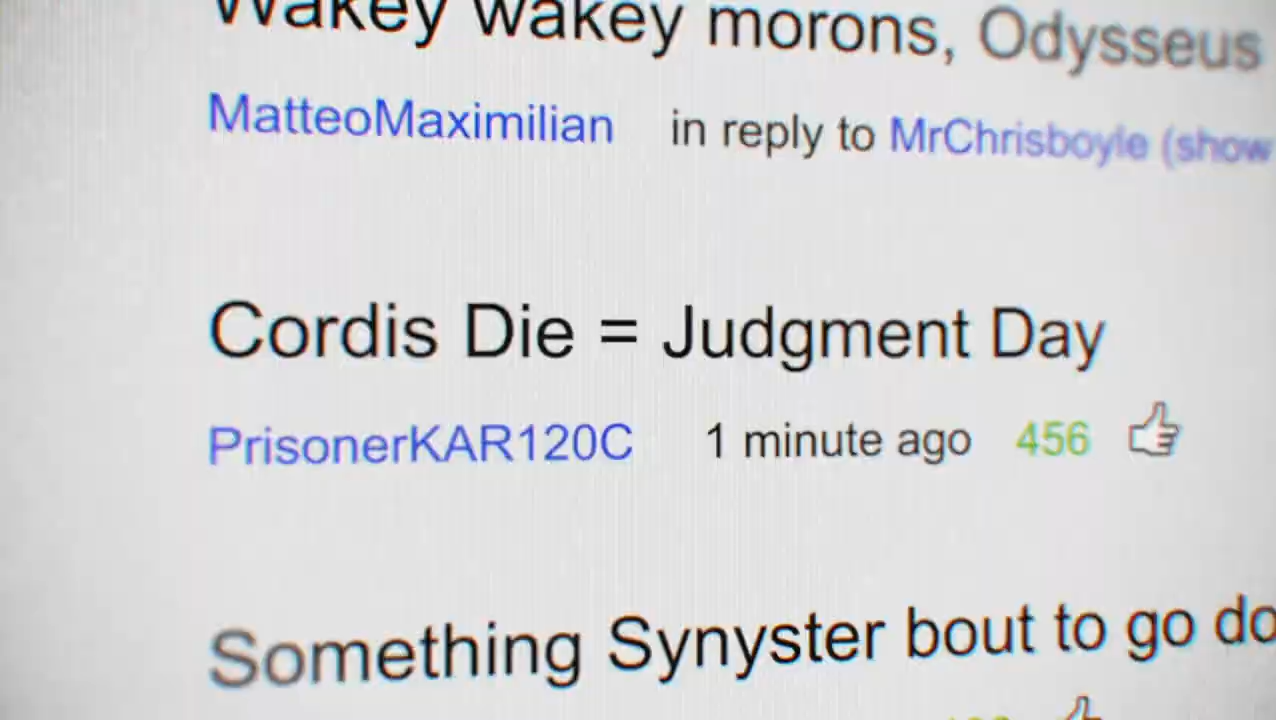 Wakey wakey morons, Odysseus
MatteoMaximilian in reply to MrChrisboyle (show
Cordis Die = Judgment Day
PrisonerKAR120C 1 minute ago 456
Something Synyster bout to go do